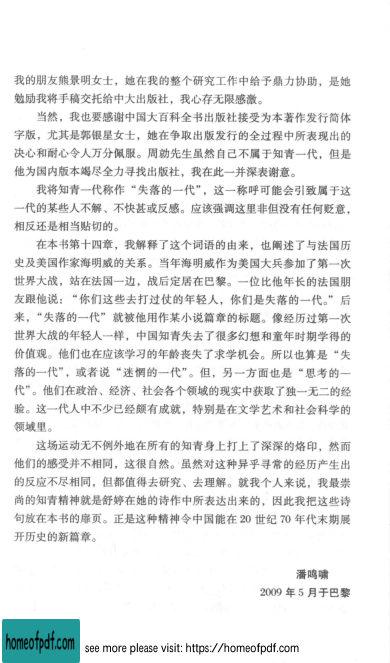 我的朋友熊景明女士，她在我的整个研究工作中给予鼎力协助，是她
勉励我将手稿交托给中大出版社，我心存无限感激。
当然，我也要感谢中国大百科全书出版社接受为本著作发行简体
字版，尤其是郭银星女士，她在争取出版发行的全过程中所表现出的
决心和耐心令人万分佩服。周勍先生虽然自己不属于知青一代，但是
他为国内版本竭尽全力寻找出版社，我在此一并深表谢意。
我将知青一代称作“失落的一代”，这一称呼可能会引致属于这
一代的某些人不解、不快甚或反感。应该强调这里非但没有任何贬意，
相反还是相当贴切的。
在本书第十四章，我解释了这个词语的由来，也阐述了与法国历
史及美国作家海明威的关系。当年海明威作为美国大兵参加了第一次
世界大战，站在法国一边，战后定居在巴黎。一位比他年长的法国朋
友跟他说：“你们这些去打过仗的年轻人，你们是失落的一代。”后
来，“失落的一代”就被他用作某小说篇章的标题。像经历过第一次
世界大战的年轻人一样，中国知青失去了很多幻想和童年时期学得的
价值观。他们也在应该学习的年龄丧失了求学机会。所以也算是“失
落的一代”，或者说“迷惘的一代”。但，另一方面也是“思考的一
代”。他们在政治、经济、社会各个领域的现实中获取了独一无二的经
验。这一代人中不少已经颇有成就，特别是在文学艺术和社会科学的
领域里。
这场运动无不例外地在所有的知青身上打上了深深的烙印，然而
他们的感受并不相同，这很自然。虽然对这种异乎寻常的经历产生出
的反应不尽相同，但都值得去研究、去理解。就我个人来说，我最崇
尚的知青精神就是舒婷在她的诗作中所表达出来的，因此我把这些诗
句放在本书的扉页。正是这种精神令中国能在 20 世纪 70 年代末期展
开历史的新篇章。
潘鸣啸
2009 年 5 月于巴黎
homeofpdf.com
see more please visit: https://homeofpdf.com